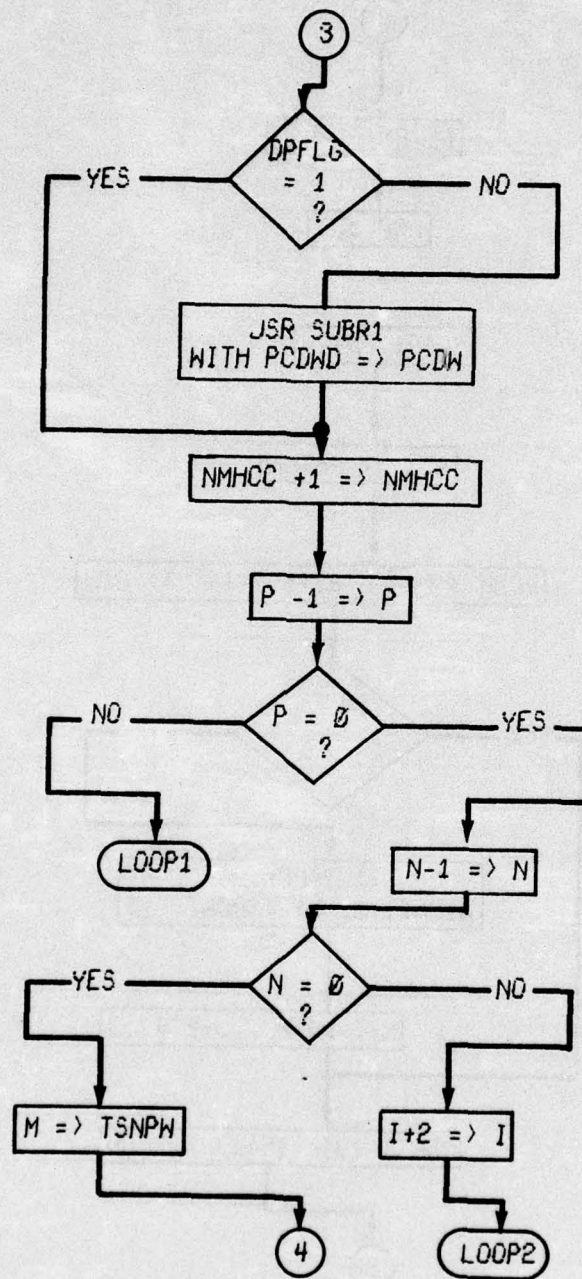 3
DPFLG
= 1
?
YES
NO
JSR SUBR1
WITH PCDWD => PCDW
NMHCC +1 => NMHCC
P -1 => P
P = Ø
?
NO
YES
LOOP1
N-1 => N
N = Ø
?
YES
NO
M => TSNPW
I+2 => I
4
LOOP2